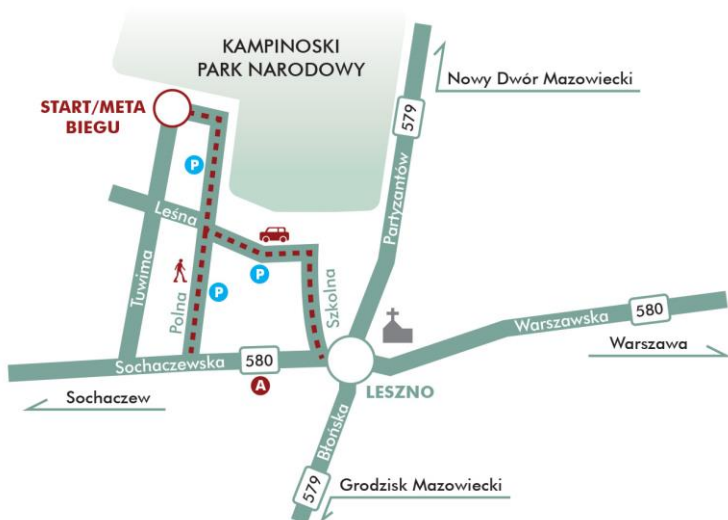 KAMPINOSKI
PARK NARODOWY
START/META
BIEGU
Nowy Dwór Mazowiecki
579
Partyzantów
P
Leśna
Tuwima
Polna
P
P
Szkolna
Sochaczewska
580
A
Sochaczew
LESZNO
Warszawska
580
Warszawa
Błońska
579
Grodzisk Mazowiecki